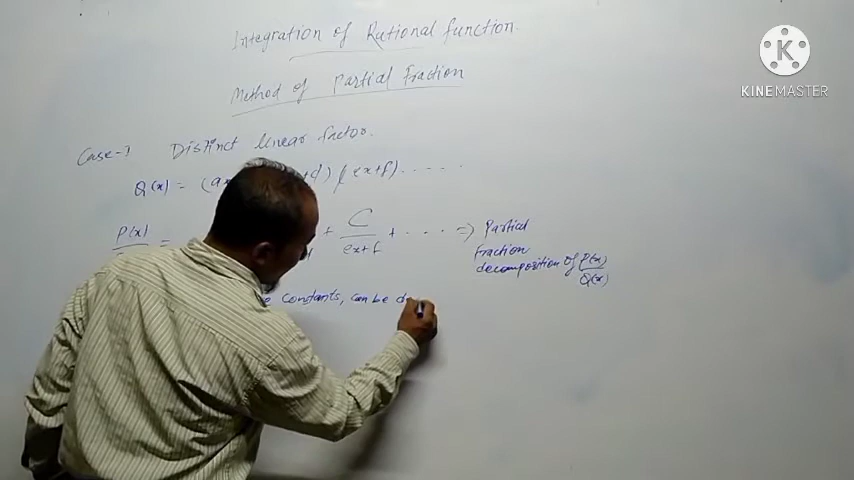 Integration of Rational function.
Method of Partial Fraction
Case-1 Distinct linear factor.
Q(x) = (a +d) (ex+f) .....
P(x) = + C/ex+f + .... => Partial
fraction
decomposition of P(x)/Q(x)
constants, can be d
K
KINEMASTER